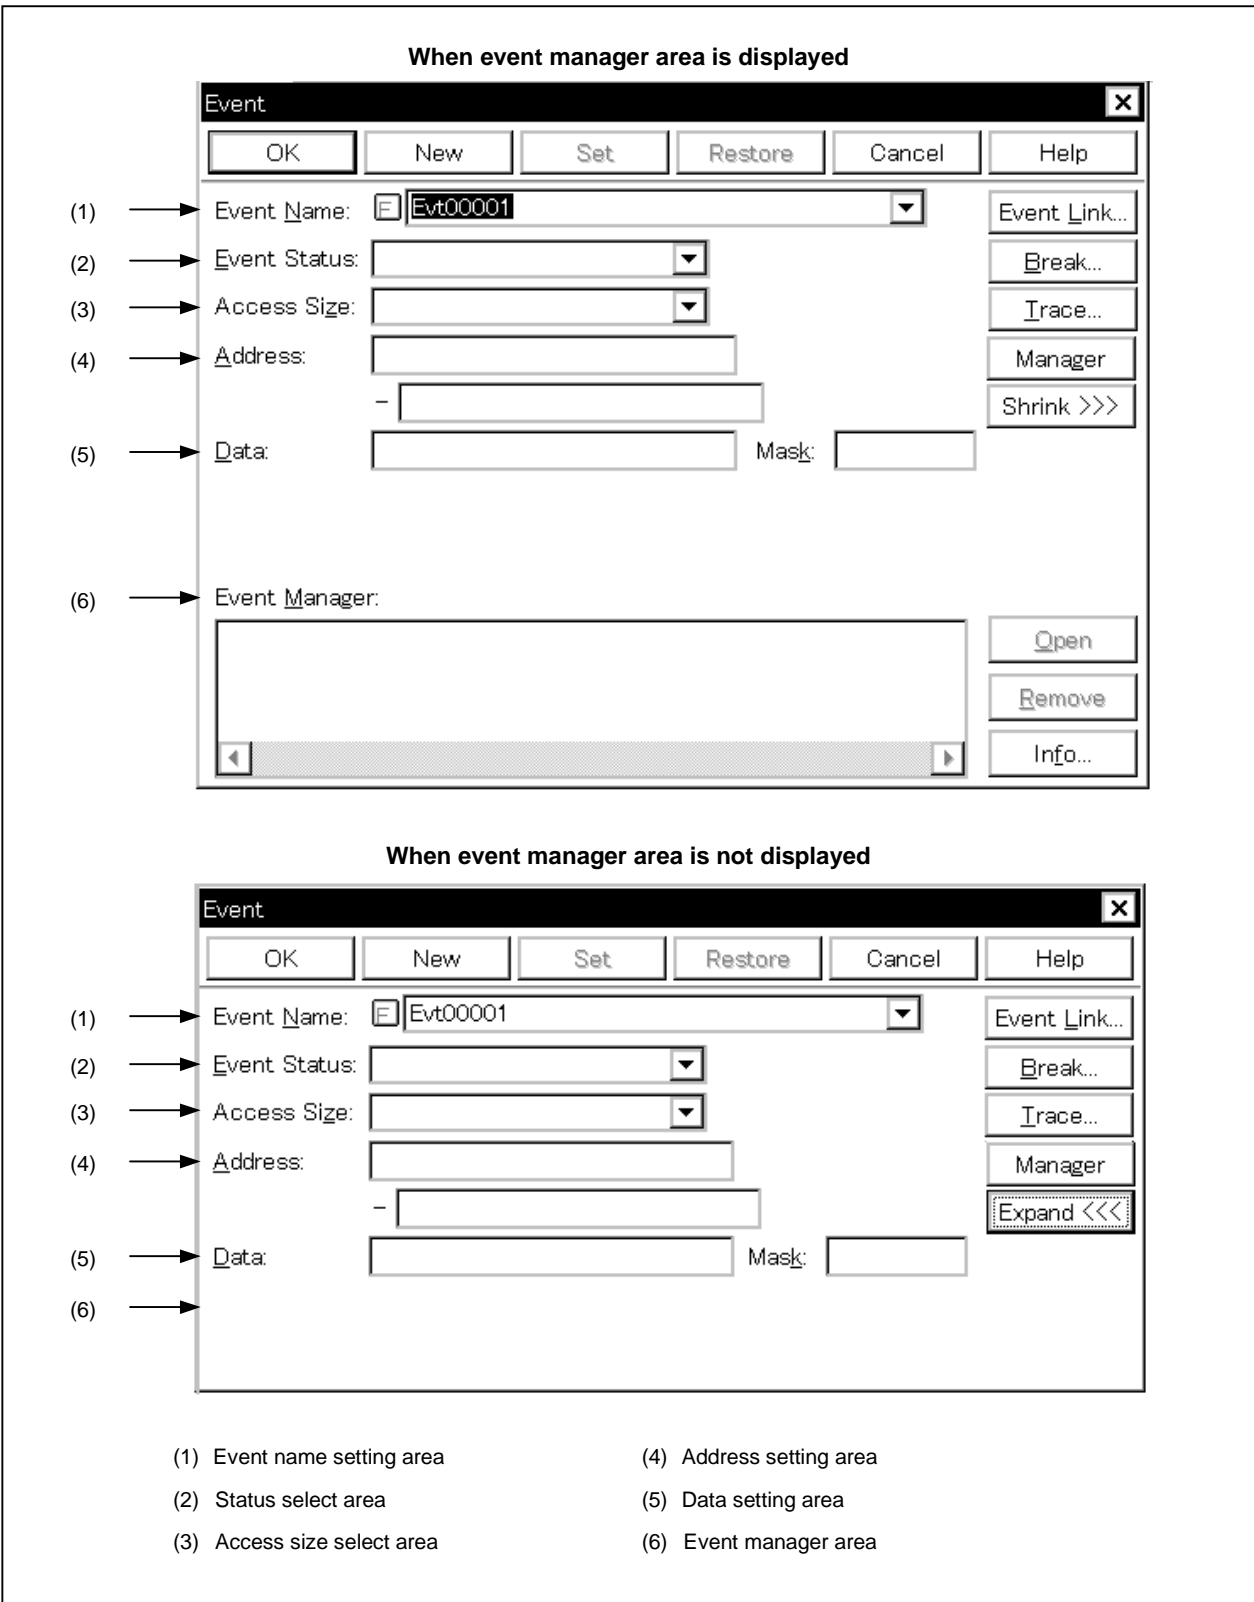 When event manager area is displayed
Event
OK New Set Restore Cancel Help
(1) Event Name: E Evt00001 Event Link...
(2) Event Status: Break...
(3) Access Size: Trace...
(4) Address: Manager
– Shrink >>>
(5) Data: Mask:
(6) Event Manager:
Open
Remove
Info...
When event manager area is not displayed
Event
OK New Set Restore Cancel Help
(1) Event Name: E Evt00001 Event Link...
(2) Event Status: Break...
(3) Access Size: Trace...
(4) Address: Manager
– Expand <<<
(5) Data: Mask:
(6)
(1) Event name setting area (4) Address setting area
(2) Status select area (5) Data setting area
(3) Access size select area (6) Event manager area